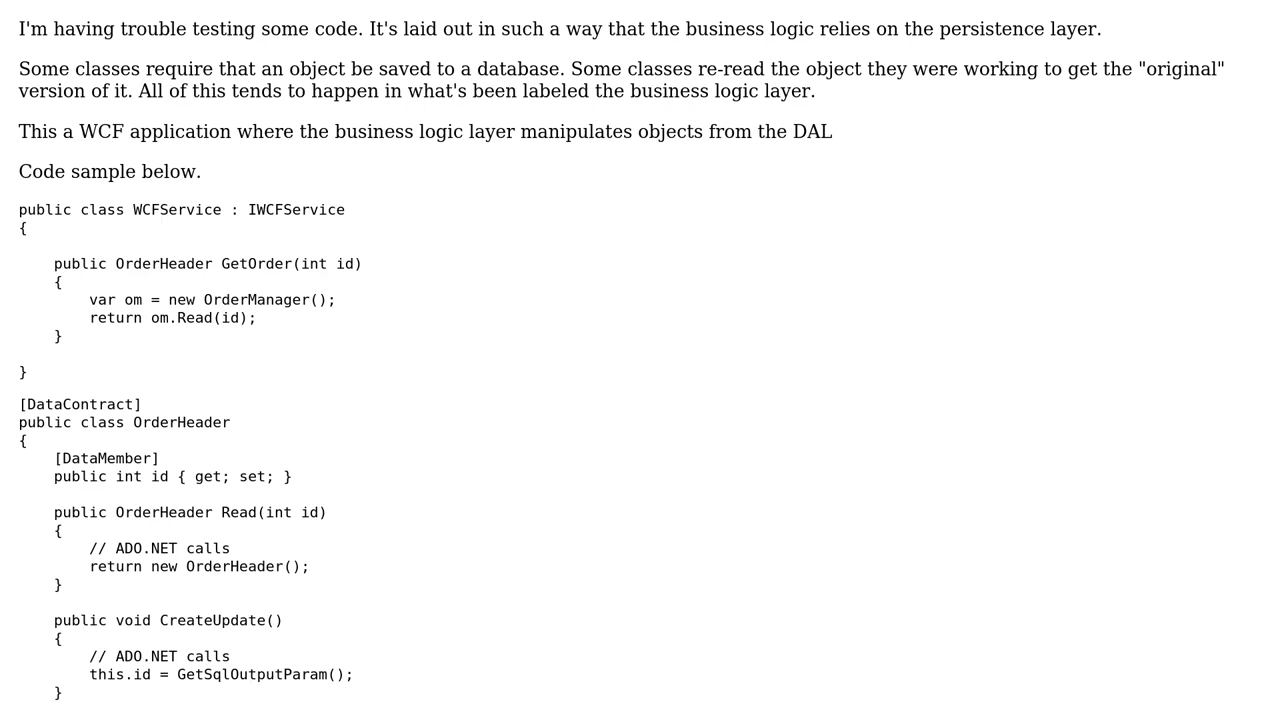 I'm having trouble testing some code. It's laid out in such a way that the business logic relies on the persistence layer.
Some classes require that an object be saved to a database. Some classes re-read the object they were working to get the "original"
version of it. All of this tends to happen in what's been labeled the business logic layer.
This a WCF application where the business logic layer manipulates objects from the DAL
Code sample below.
public class WCFService : IWCFService
{
    public OrderHeader GetOrder(int id)
    {
        var om = new OrderManager();
        return om.Read(id);
    }
}
[DataContract]
public class OrderHeader
{
    [DataMember]
    public int id { get; set; }
    public OrderHeader Read(int id)
    {
        // ADO.NET calls
        return new OrderHeader();
    }
    public void CreateUpdate()
    {
        // ADO.NET calls
        this.id = GetSqlOutputParam();
    }